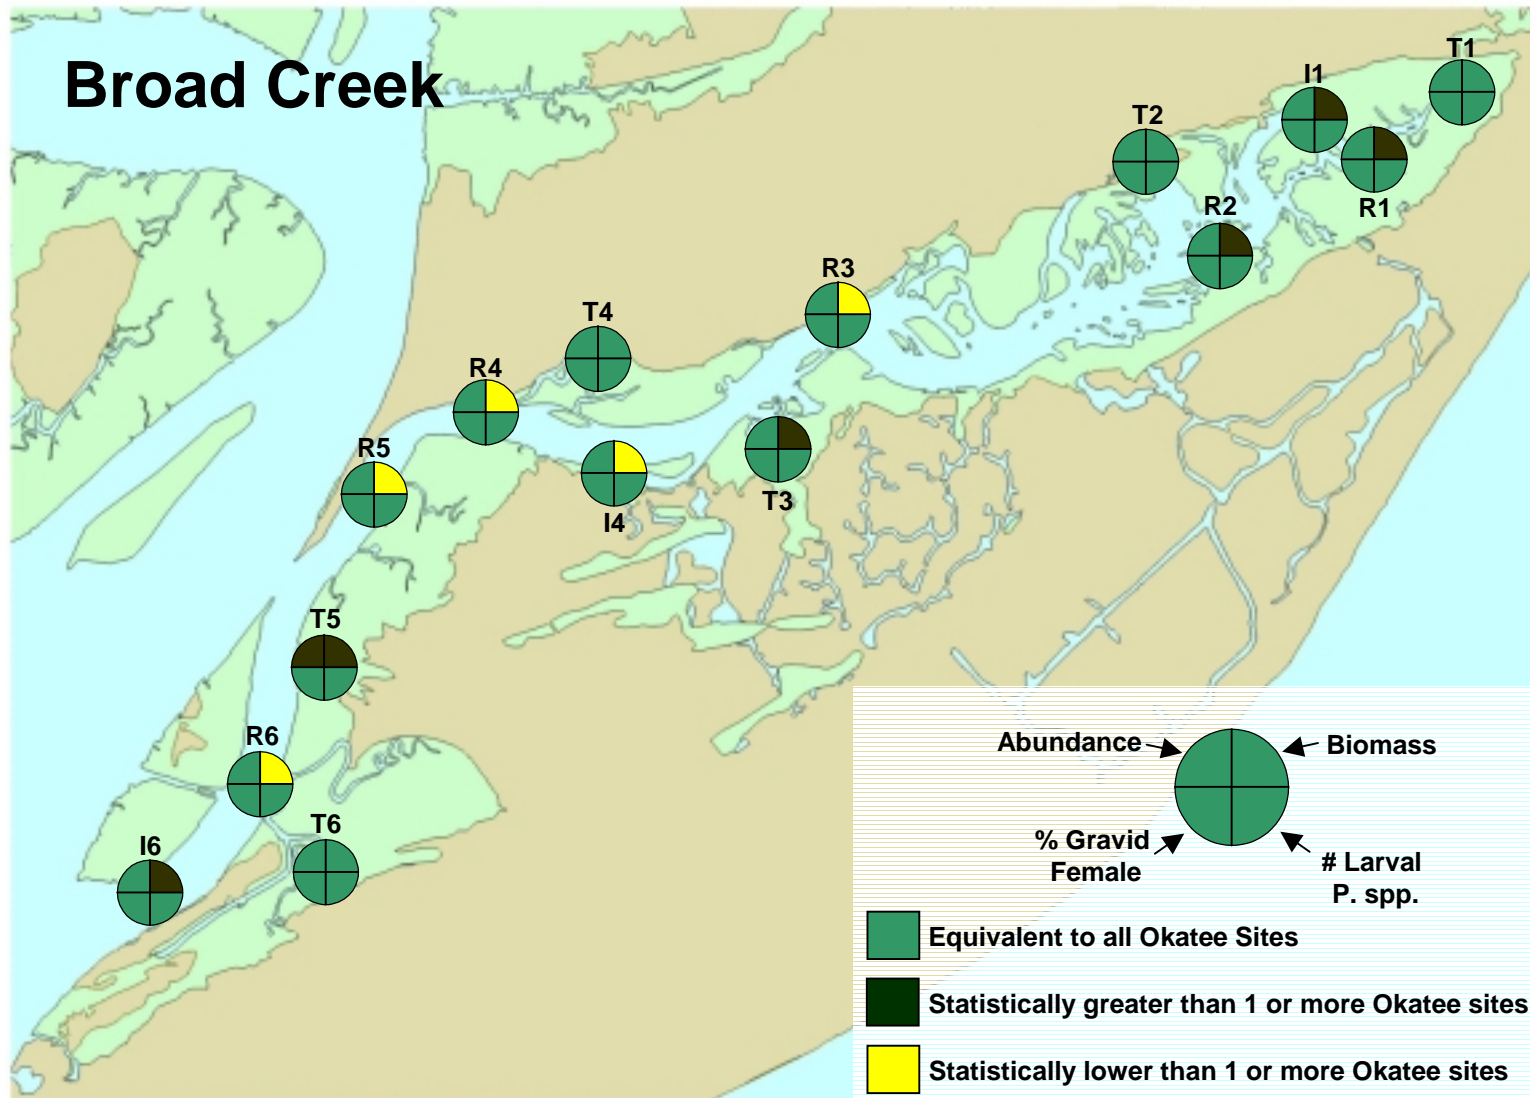 Broad Creek
T1
I1
T2
R1
R2
R3
T4
R4
R5
I4
T3
T5
R6
T6
I6
Abundance
Biomass
% Gravid
Female
# Larval
P. spp.
Equivalent to all Okatee Sites
Statistically greater than 1 or more Okatee sites
Statistically lower than 1 or more Okatee sites